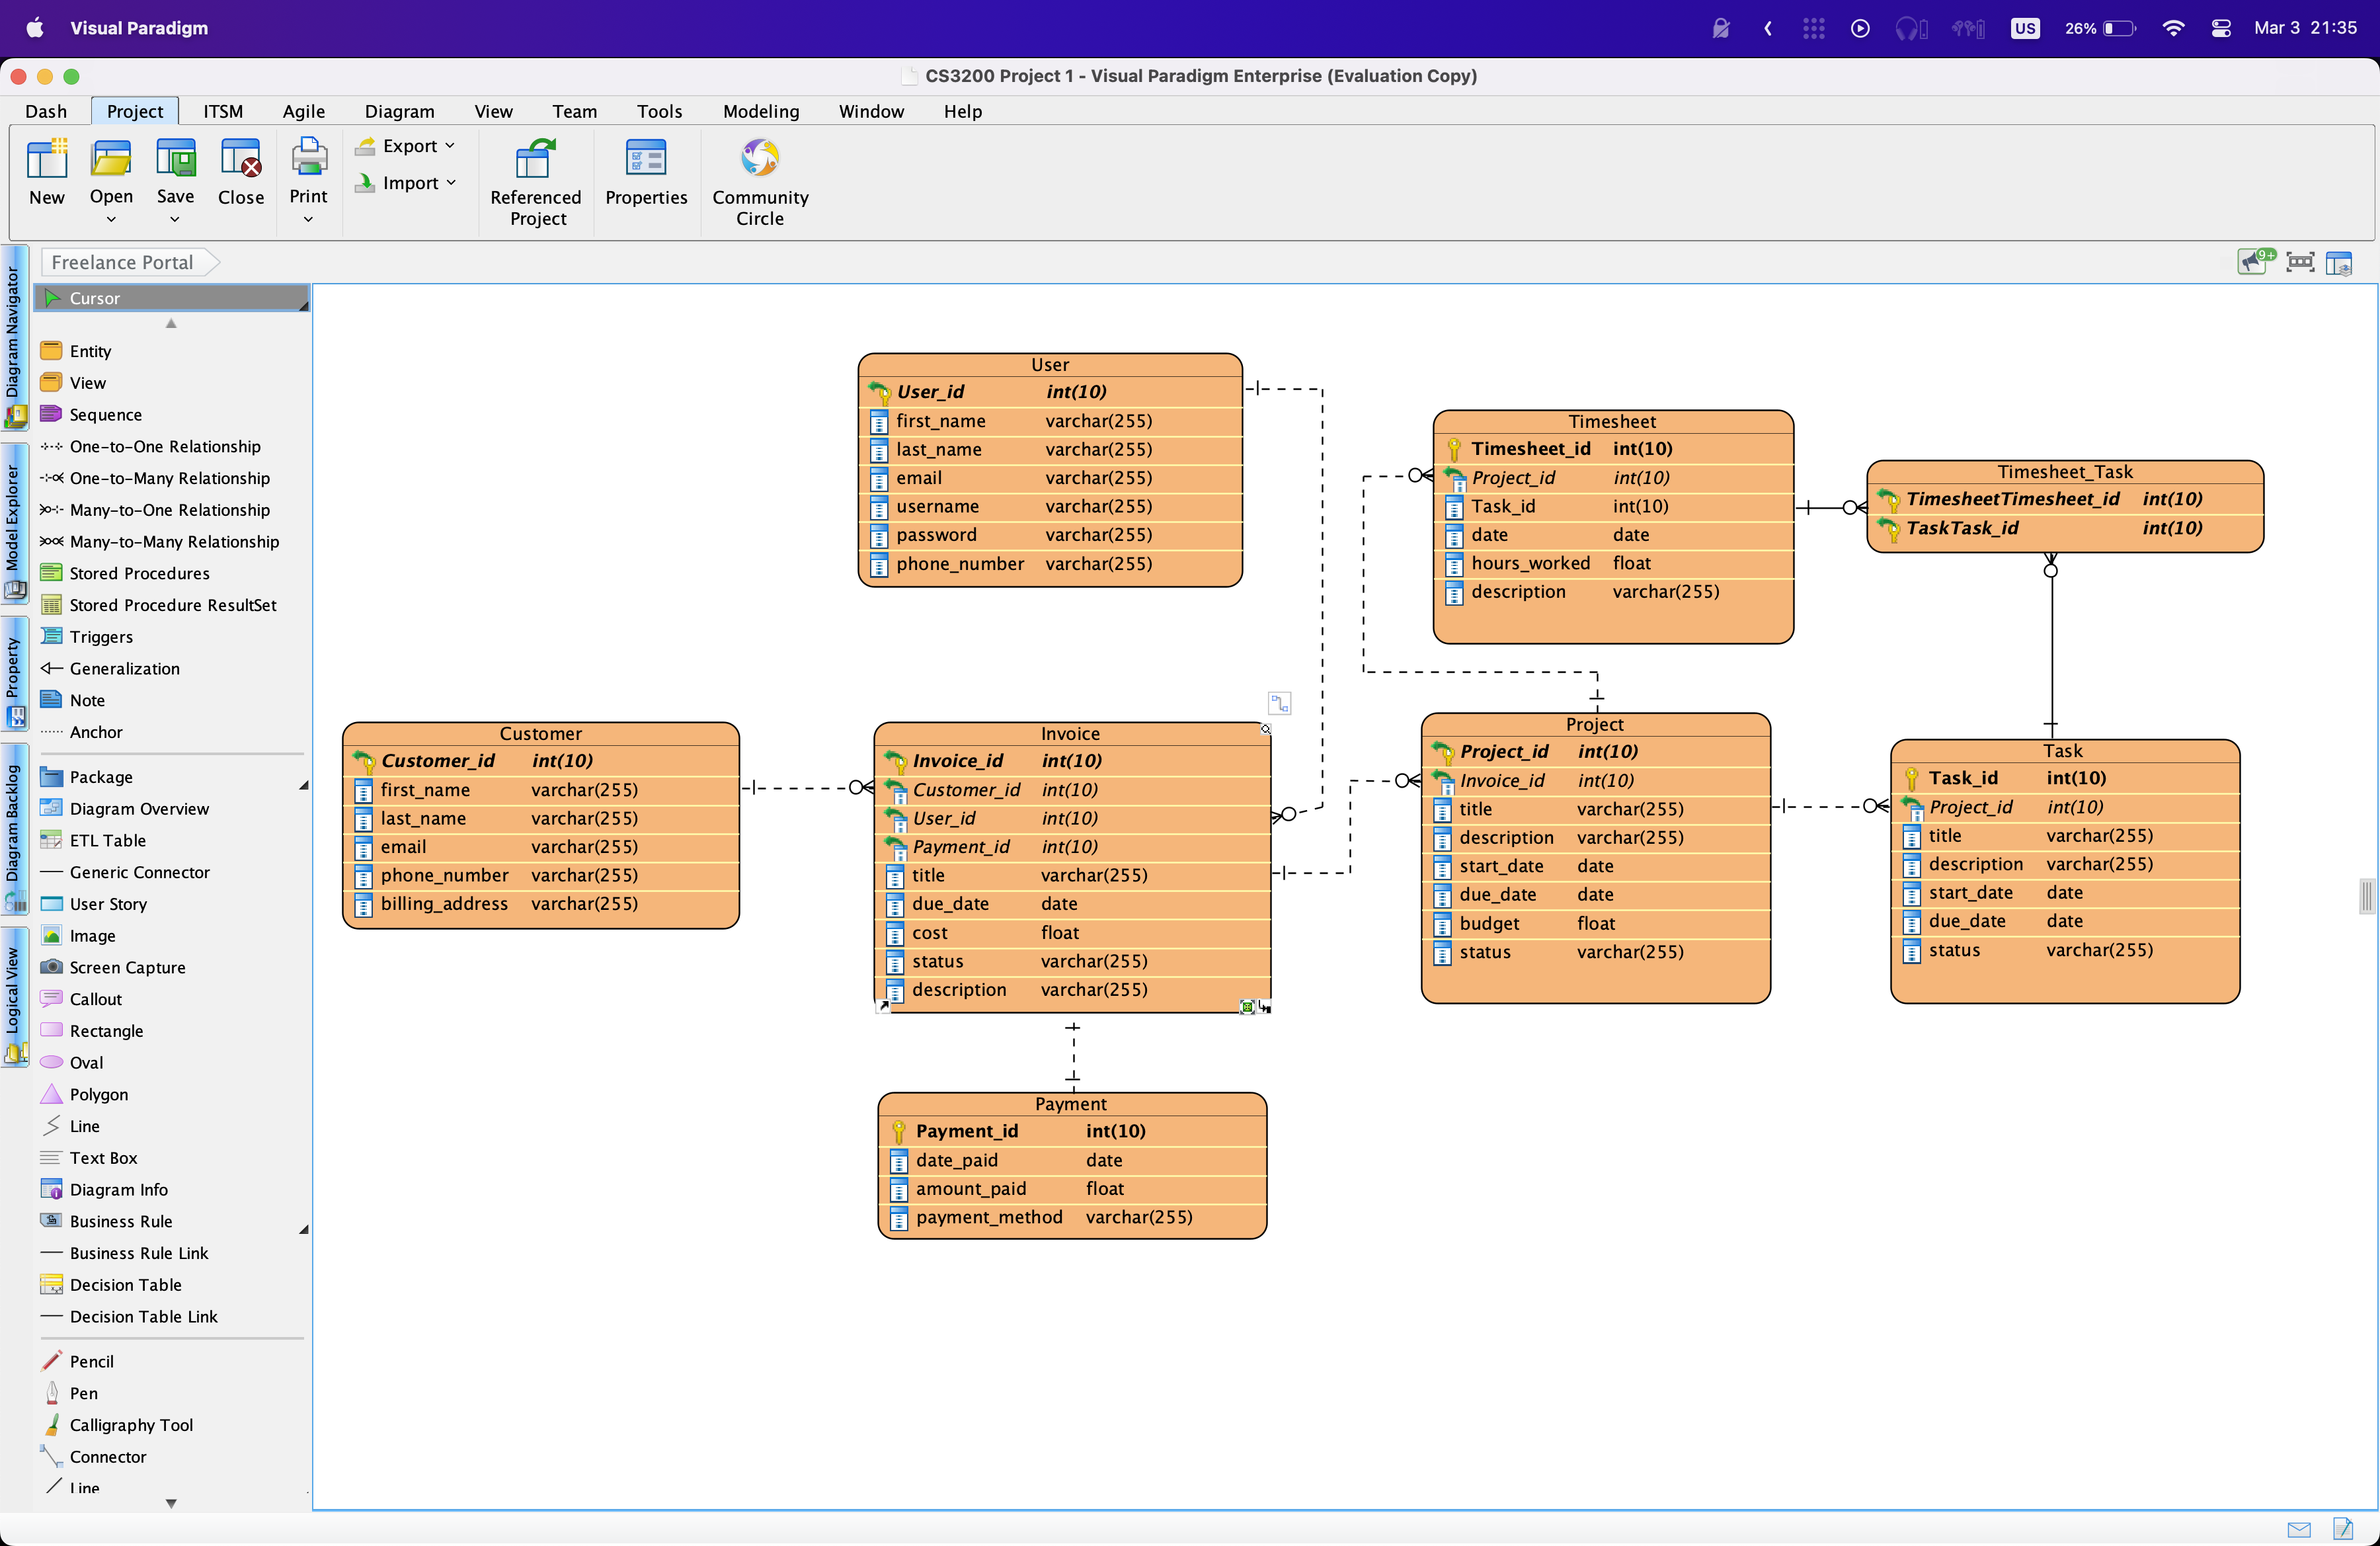 Visual Paradigm
US
26%
Mar 3 21:35
CS3200 Project 1 - Visual Paradigm Enterprise (Evaluation Copy)
Dash Project ITSM Agile Diagram View Team Tools Modeling Window Help
New
Open
Save
Close
Print
Export
Import
Referenced
Project
Properties
Community
Circle
Freelance Portal
9+
Diagram Navigator
Model Explorer
Property
Diagram Backlog
Logical View
Cursor
Entity
View
Sequence
One-to-One Relationship
One-to-Many Relationship
Many-to-One Relationship
Many-to-Many Relationship
Stored Procedures
Stored Procedure ResultSet
Triggers
Generalization
Note
Anchor
Package
Diagram Overview
ETL Table
Generic Connector
User Story
Image
Screen Capture
Callout
Rectangle
Oval
Polygon
Line
Text Box
Diagram Info
Business Rule
Business Rule Link
Decision Table
Decision Table Link
Pencil
Pen
Calligraphy Tool
Connector
Line
User
User_id int(10)
first_name varchar(255)
last_name varchar(255)
email varchar(255)
username varchar(255)
password varchar(255)
phone_number varchar(255)
Timesheet
Timesheet_id int(10)
Project_id int(10)
Task_id int(10)
date date
hours_worked float
description varchar(255)
Timesheet_Task
TimesheetTimesheet_id int(10)
TaskTask_id int(10)
Customer
Customer_id int(10)
first_name varchar(255)
last_name varchar(255)
email varchar(255)
phone_number varchar(255)
billing_address varchar(255)
Invoice
Invoice_id int(10)
Customer_id int(10)
User_id int(10)
Payment_id int(10)
title varchar(255)
due_date date
cost float
status varchar(255)
description varchar(255)
Project
Project_id int(10)
Invoice_id int(10)
title varchar(255)
description varchar(255)
start_date date
due_date date
budget float
status varchar(255)
Task
Task_id int(10)
Project_id int(10)
title varchar(255)
description varchar(255)
start_date date
due_date date
status varchar(255)
Payment
Payment_id int(10)
date_paid date
amount_paid float
payment_method varchar(255)